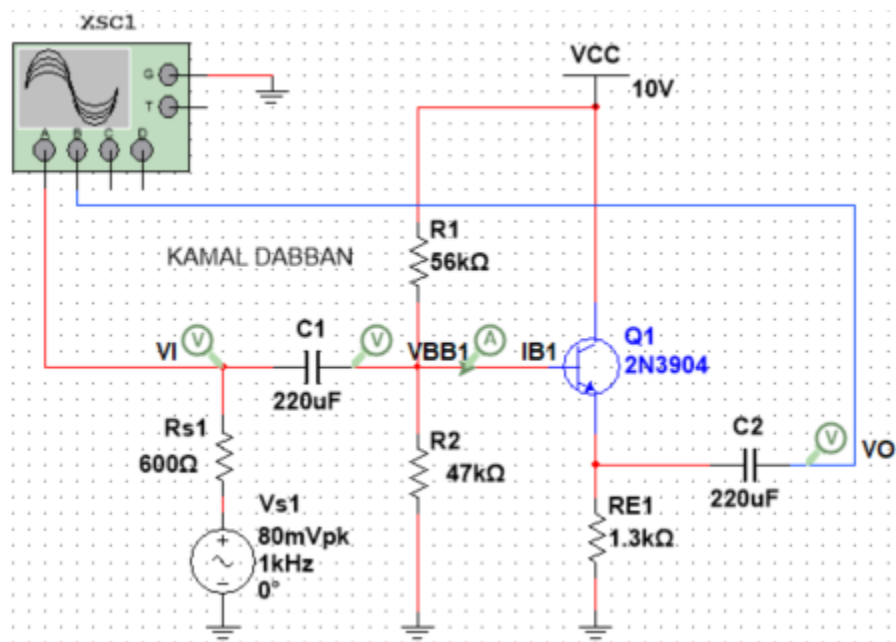 XSC1
G
T
A B C D
VCC
10V
R1
56kΩ
KAMAL DABBAN
VI
V
C1
220uF
V
VBB1
A
IB1
Q1
2N3904
Rs1
600Ω
R2
47kΩ
C2
220uF
V
VO
Vs1
80mVpk
1kHz
0°
RE1
1.3kΩ